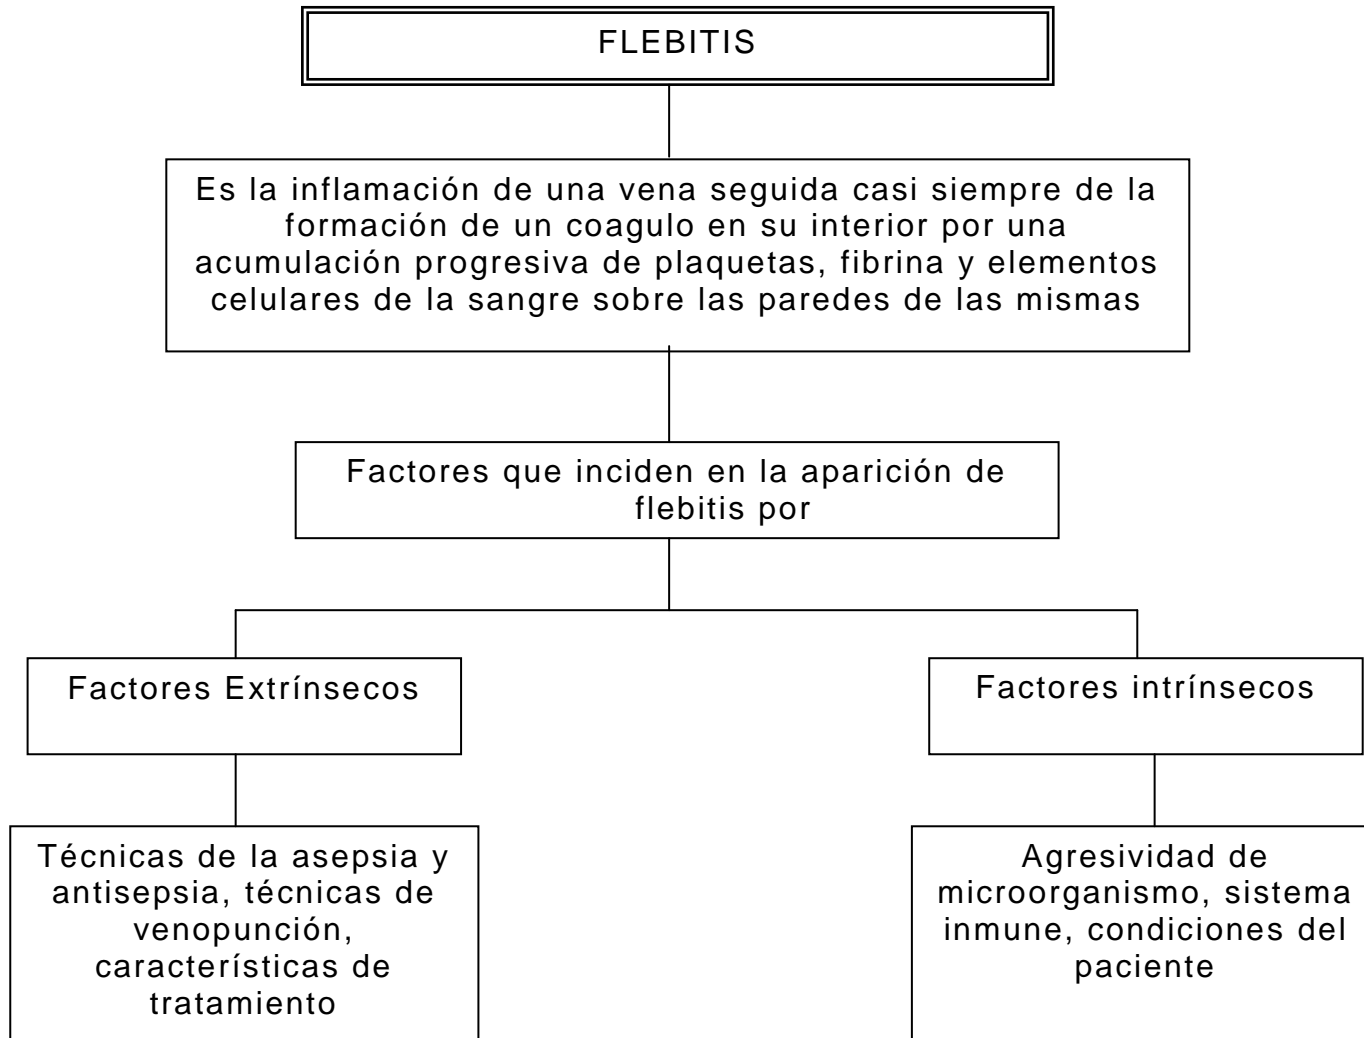 FLEBITIS
Es la inflamación de una vena seguida casi siempre de la
formación de un coagulo en su interior por una
acumulación progresiva de plaquetas, fibrina y elementos
celulares de la sangre sobre las paredes de las mismas
Factores que inciden en la aparición de
flebitis por
Factores Extrínsecos
Factores intrínsecos
Técnicas de la asepsia y
antisepsia, técnicas de
venopunción,
características de
tratamiento
Agresividad de
microorganismo, sistema
inmune, condiciones del
paciente